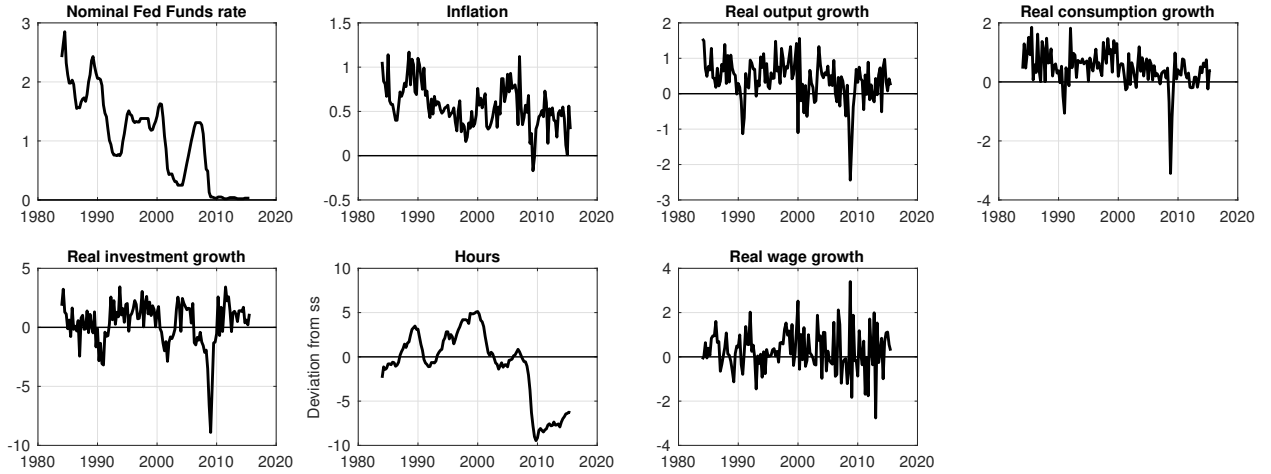 Nominal Fed Funds rate
3
2
1
0
1980 1990 2000 2010 2020
Inflation
1.5
1
0.5
0
-0.5
1980 1990 2000 2010 2020
Real output growth
2
1
0
-1
-2
-3
1980 1990 2000 2010 2020
Real consumption growth
2
0
-2
-4
1980 1990 2000 2010 2020
Real investment growth
5
0
-5
-10
1980 1990 2000 2010 2020
Hours
Deviation from ss
10
5
0
-5
-10
1980 1990 2000 2010 2020
Real wage growth
4
2
0
-2
-4
1980 1990 2000 2010 2020